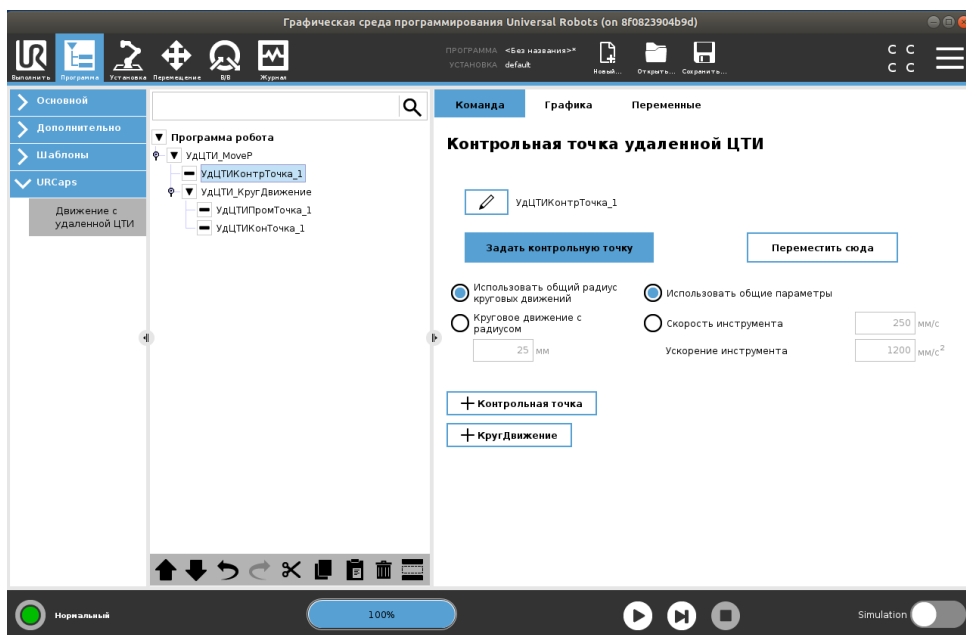 Графическая среда программирования Universal Robots (on 8f0823904b9d)
Выполнить Программа Установка Перемещение В/В Журнал
ПРОГРАММА <Без названия>*
УСТАНОВКА default
Новый... Открыть... Сохранить...
C C
C C
Основной
Дополнительно
Шаблоны
URCaps
Движение с
удаленной ЦТИ
Программа робота
УдЦТИ_MoveP
УдЦТИКонтрТочка_1
УдЦТИ_КругДвижение
УдЦТИПромТочка_1
УдЦТИКонТочка_1
Команда Графика Переменные
Контрольная точка удаленной ЦТИ
УдЦТИКонтрТочка_1
Задать контрольную точку Переместить сюда
Использовать общий радиус
круговых движений
Использовать общие параметры
Круговое движение с
радиусом
25 мм
Скорость инструмента 250 мм/с
Ускорение инструмента 1200 мм/с²
Контрольная точка
КругДвижение
Нормальный 100% Simulation